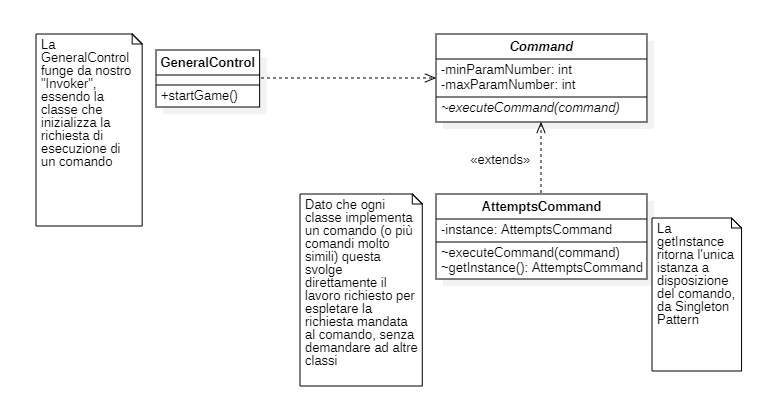 La
GeneralControl
funge da nostro
"Invoker",
essendo la
classe che
inizializza la
richiesta di
esecuzione di
un comando
GeneralControl
+startGame()
Command
-minParamNumber: int
-maxParamNumber: int
~executeCommand(command)
«extends»
Dato che ogni
classe implementa
un comando (o più
comandi molto
simili) questa
svolge
direttamente il
lavoro richiesto per
espletare la
richiesta mandata
al comando, senza
demandare ad altre
classi
AttemptsCommand
-instance: AttemptsCommand
~executeCommand(command)
~getInstance(): AttemptsCommand
La
getInstance
ritorna l'unica
istanza a
disposizione
del comando,
da Singleton
Pattern